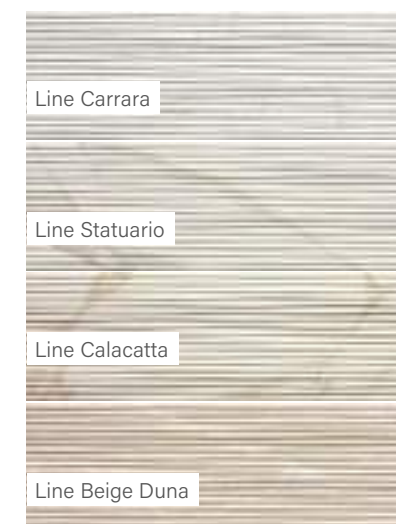 Line Carrara
Line Statuario
Line Calacatta
Line Beige Duna